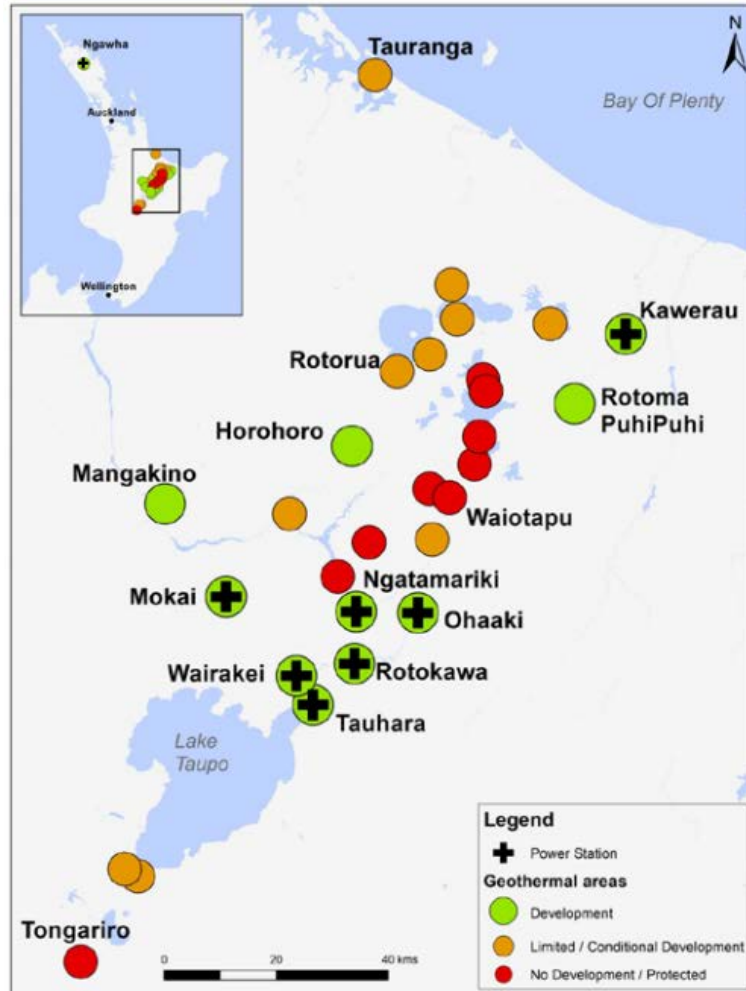 Ngawha
Auckland
Wellington
Tauranga
N
Bay Of Plenty
Kawerau
Rotorua
Rotoma
PuhiPuhi
Horohoro
Mangakino
Waiotapu
Ngatamariki
Mokai
Ohaaki
Wairakei
Rotokawa
Tauhara
Lake
Taupo
Tongariro
0 20 40 kms
Legend
Power Station
Geothermal areas
Development
Limited / Conditional Development
No Development / Protected